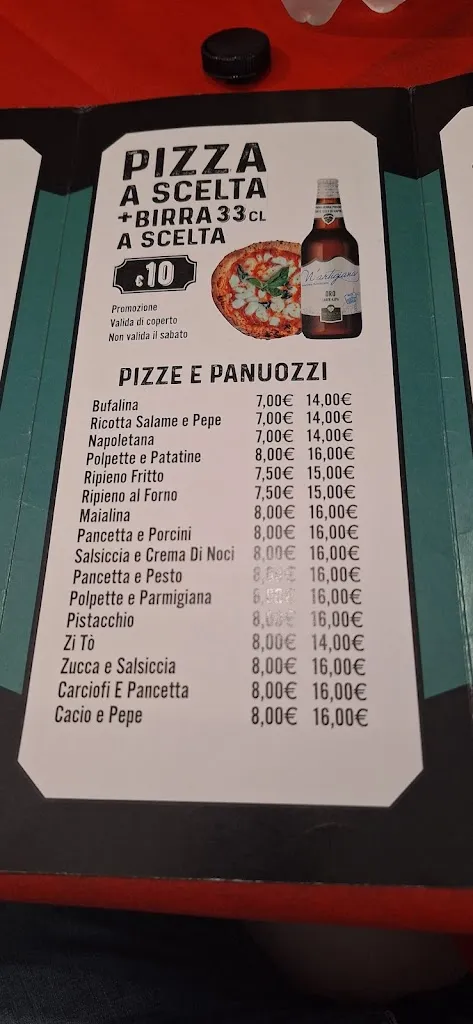 PIZZA
A SCELTA
+BIRRA 33 CL
A SCELTA
€10
Promozione
Valida di coperto
Non valida il sabato
ORO
PIZZE E PANUOZZI
Bufalina 7,00€ 14,00€
Ricotta Salame e Pepe 7,00€ 14,00€
Napoletana 7,00€ 14,00€
Polpette e Patatine 8,00€ 16,00€
Ripieno Fritto 7,50€ 15,00€
Ripieno al Forno 7,50€ 15,00€
Maialina 8,00€ 16,00€
Pancetta e Porcini 8,00€ 16,00€
Salsiccia e Crema Di Noci 8,00€ 16,00€
Pancetta e Pesto 16,00€
Polpette e Parmigiana 16,00€
Pistacchio 16,00€
Zi Tò 8,00€ 14,00€
Zucca e Salsiccia 8,00€ 16,00€
Carciofi E Pancetta 8,00€ 16,00€
Cacio e Pepe 8,00€ 16,00€